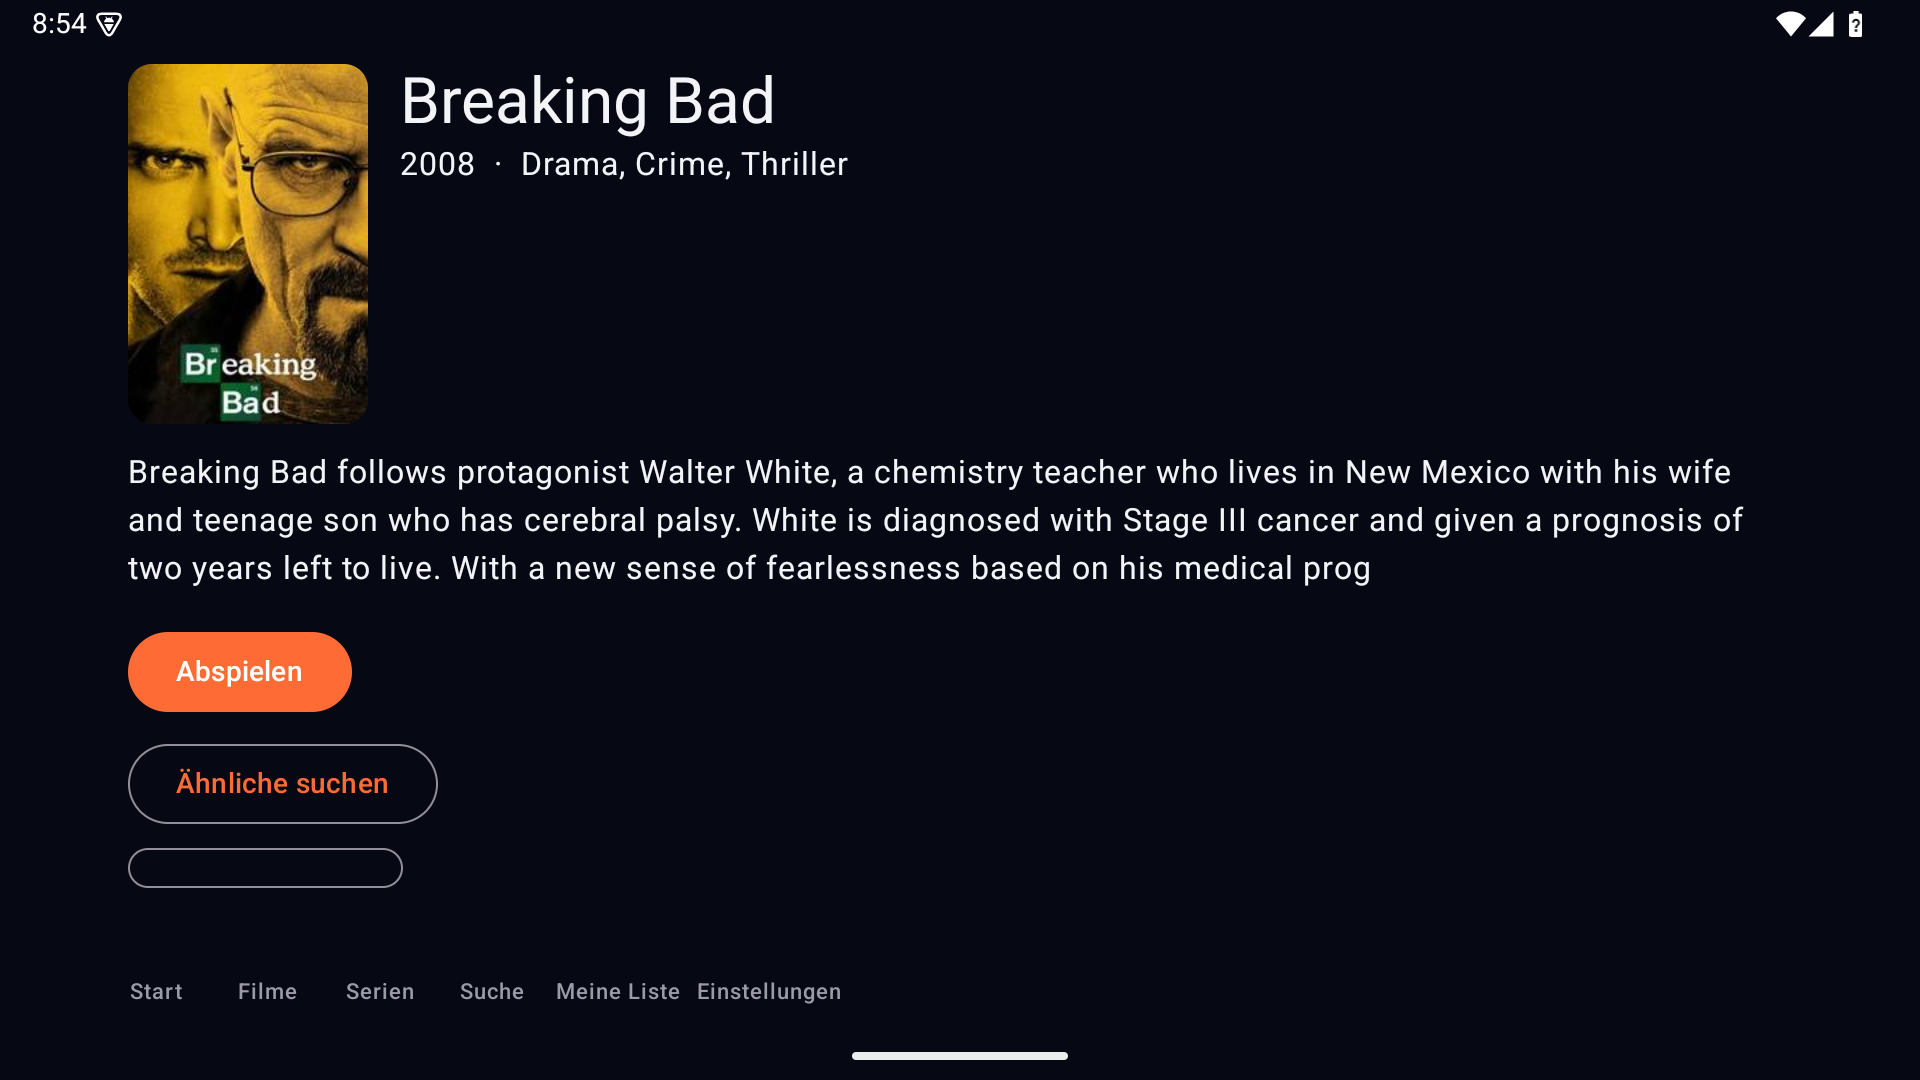 8:54
Breaking Bad
2008 · Drama, Crime, Thriller
Breaking
Bad
Breaking Bad follows protagonist Walter White, a chemistry teacher who lives in New Mexico with his wife
and teenage son who has cerebral palsy. White is diagnosed with Stage III cancer and given a prognosis of
two years left to live. With a new sense of fearlessness based on his medical prog
Abspielen
Ähnliche suchen
Start Filme Serien Suche Meine Liste Einstellungen